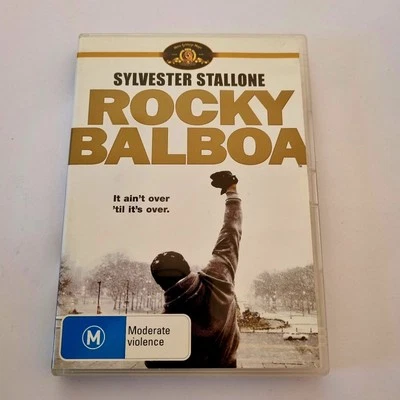 SYLVESTER STALLONE
ROCKY
BALBOA
It ain't over
'til it's over.
M
Moderate
violence